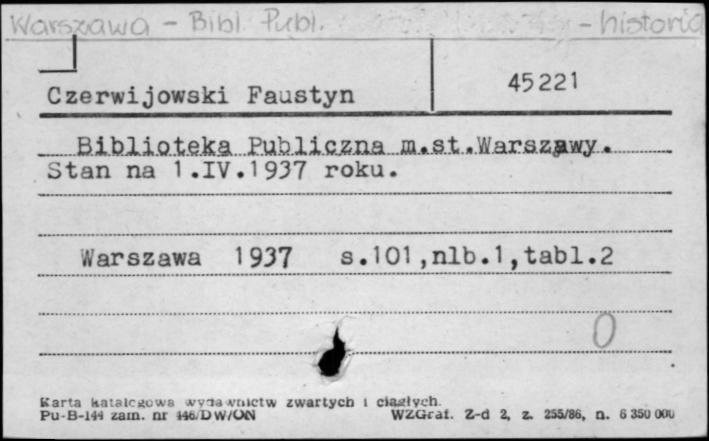 Warszawa - Bibl. Publ. - historia
45221
Czerwijowski Faustyn
Biblioteka Publiczna m.st.Warszawy.
Stan na 1.IV.1937 roku.
Warszawa 1937 s.101,nlb.1,tabl.2
0
Karta katalogowa wydawnictw zwartych i ciągłych.
Pu-B-144 zam. nr 446/DW/ON WZGraf. Z-d 2, z. 255/86, n. 6 350 000